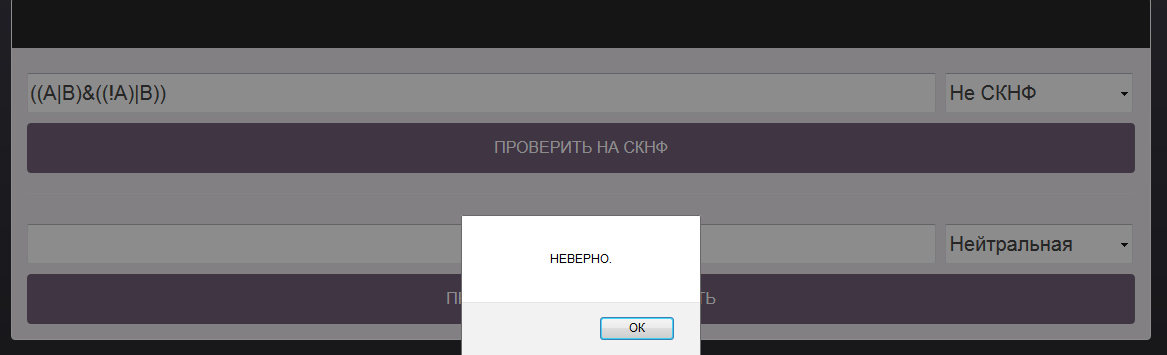 ((A|B)&((!A)|B))
Не СКНФ
ПРОВЕРИТЬ НА СКНФ
Нейтральная
НЕВЕРНО.
OK